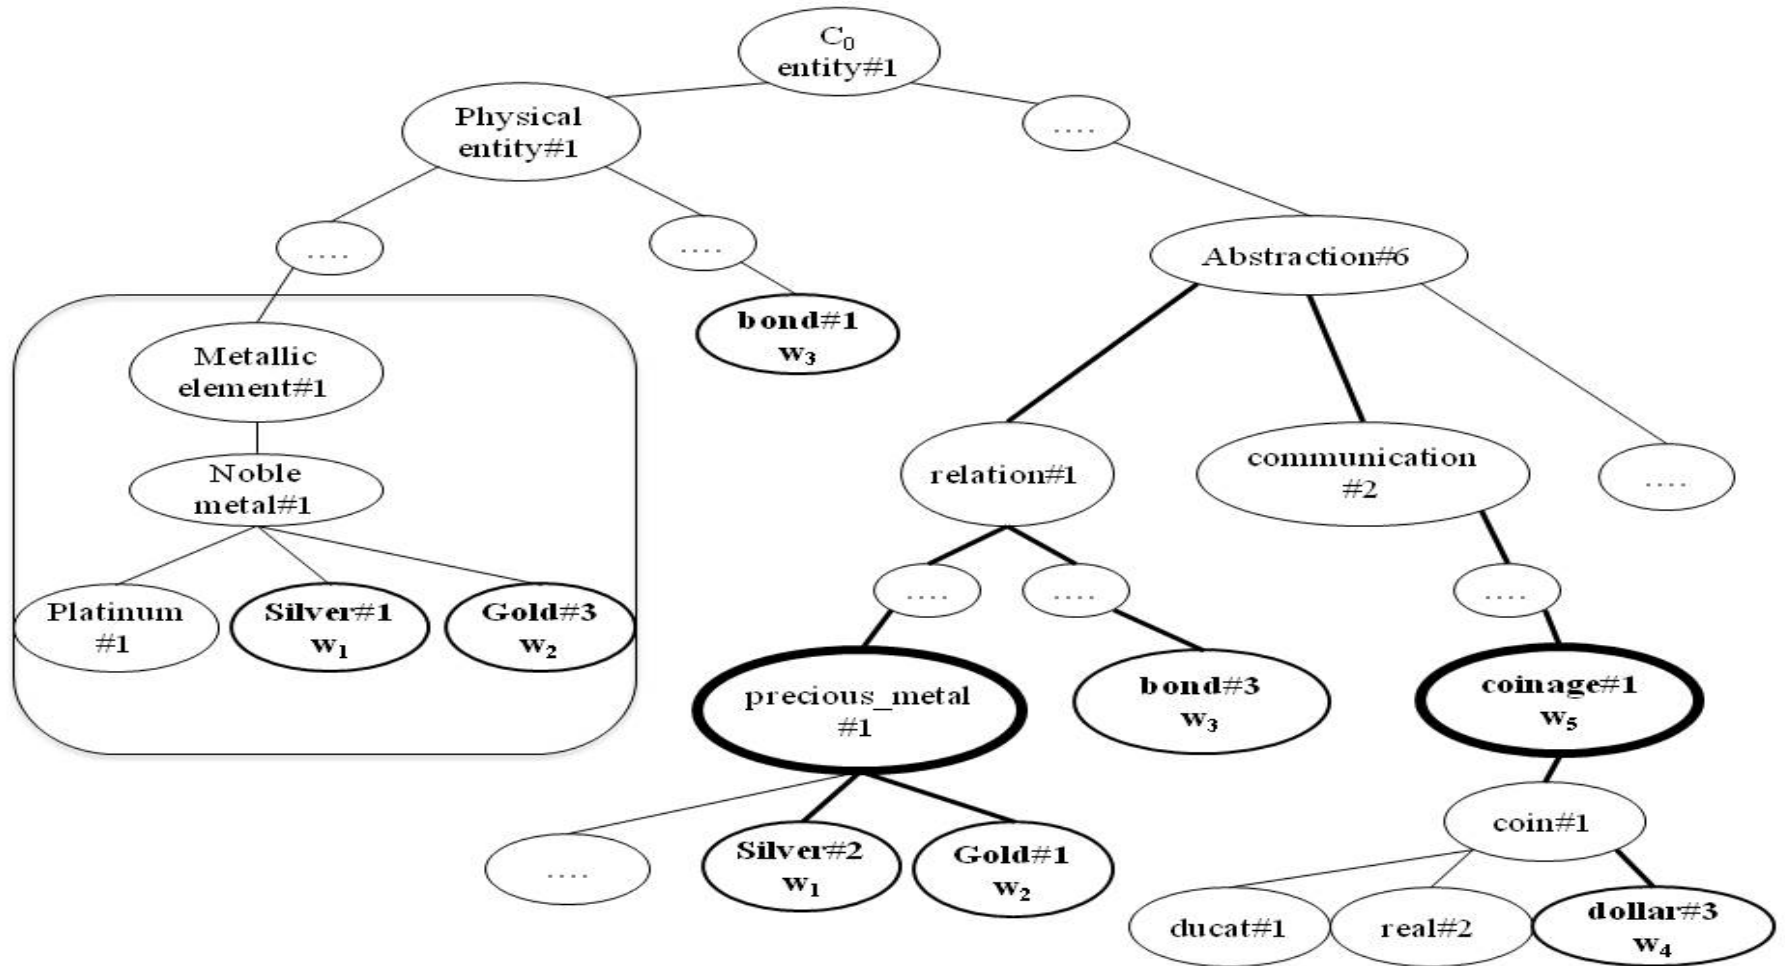 C0
entity#1
Physical
entity#1
....
....
....
Abstraction#6
bond#1
w3
Metallic
element#1
Noble
metal#1
Platinum
#1
Silver#1
w1
Gold#3
w2
relation#1
communication
#2
....
....
....
....
precious_metal
#1
bond#3
w3
coinage#1
w5
....
Silver#2
w1
Gold#1
w2
coin#1
ducat#1
real#2
dollar#3
w4